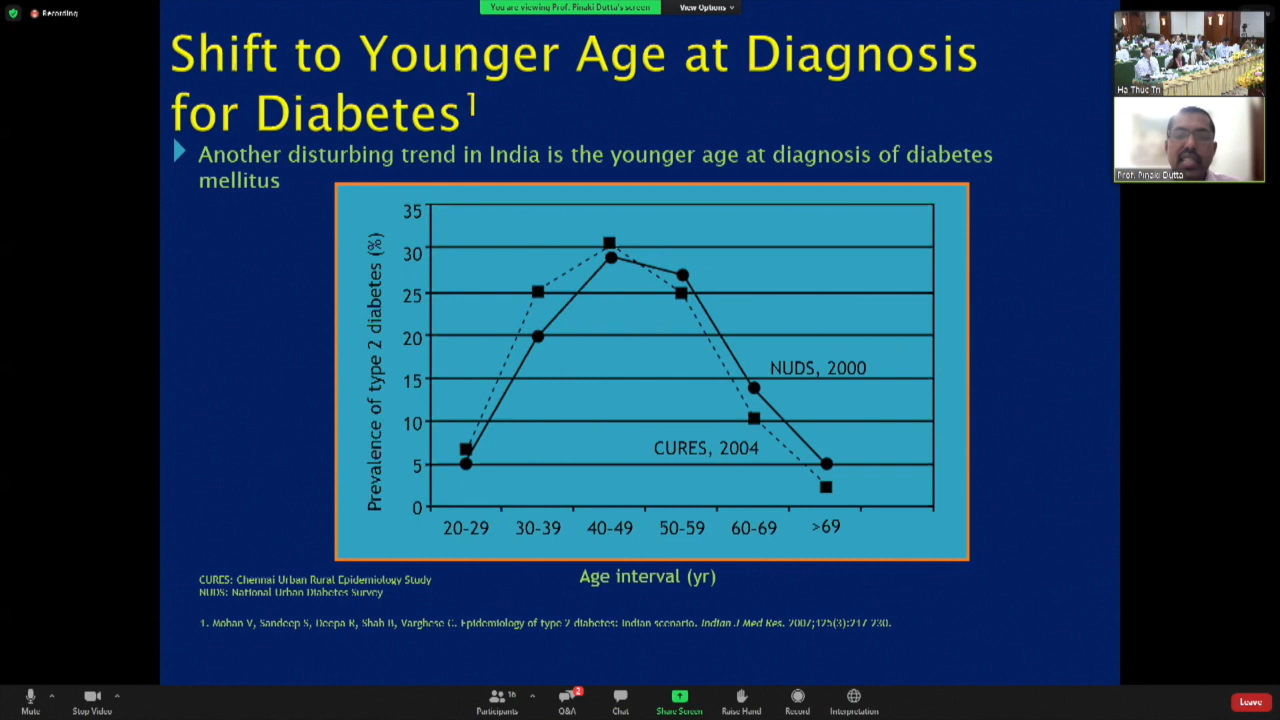 Recording
You are viewing Prof. Pinaki Dutta's screen
View Options
Shift to Younger Age at Diagnosis
for Diabetes1
Another disturbing trend in India is the younger age at diagnosis of diabetes
mellitus
Ha Thuc Tri
Prof. Pinaki Dutta
Prevalence of type 2 diabetes (%)
35
30
25
20
15
10
5
0
NUDS, 2000
CURES, 2004
20-29 30-39 40-49 50-59 60-69 >69
Age interval (yr)
CURES: Chennai Urban Rural Epidemiology Study
NUDS: National Urban Diabetes Survey
1. Mohan V, Sandeep S, Deepa R, Shah B, Varghese C. Epidemiology of type 2 diabetes: Indian scenario. Indian J Med Res. 2007;125(3):217-230.
Mute
Stop Video
16
Participants
2
Q&A
Chat
Share Screen
Raise Hand
Record
Interpretation
Leave